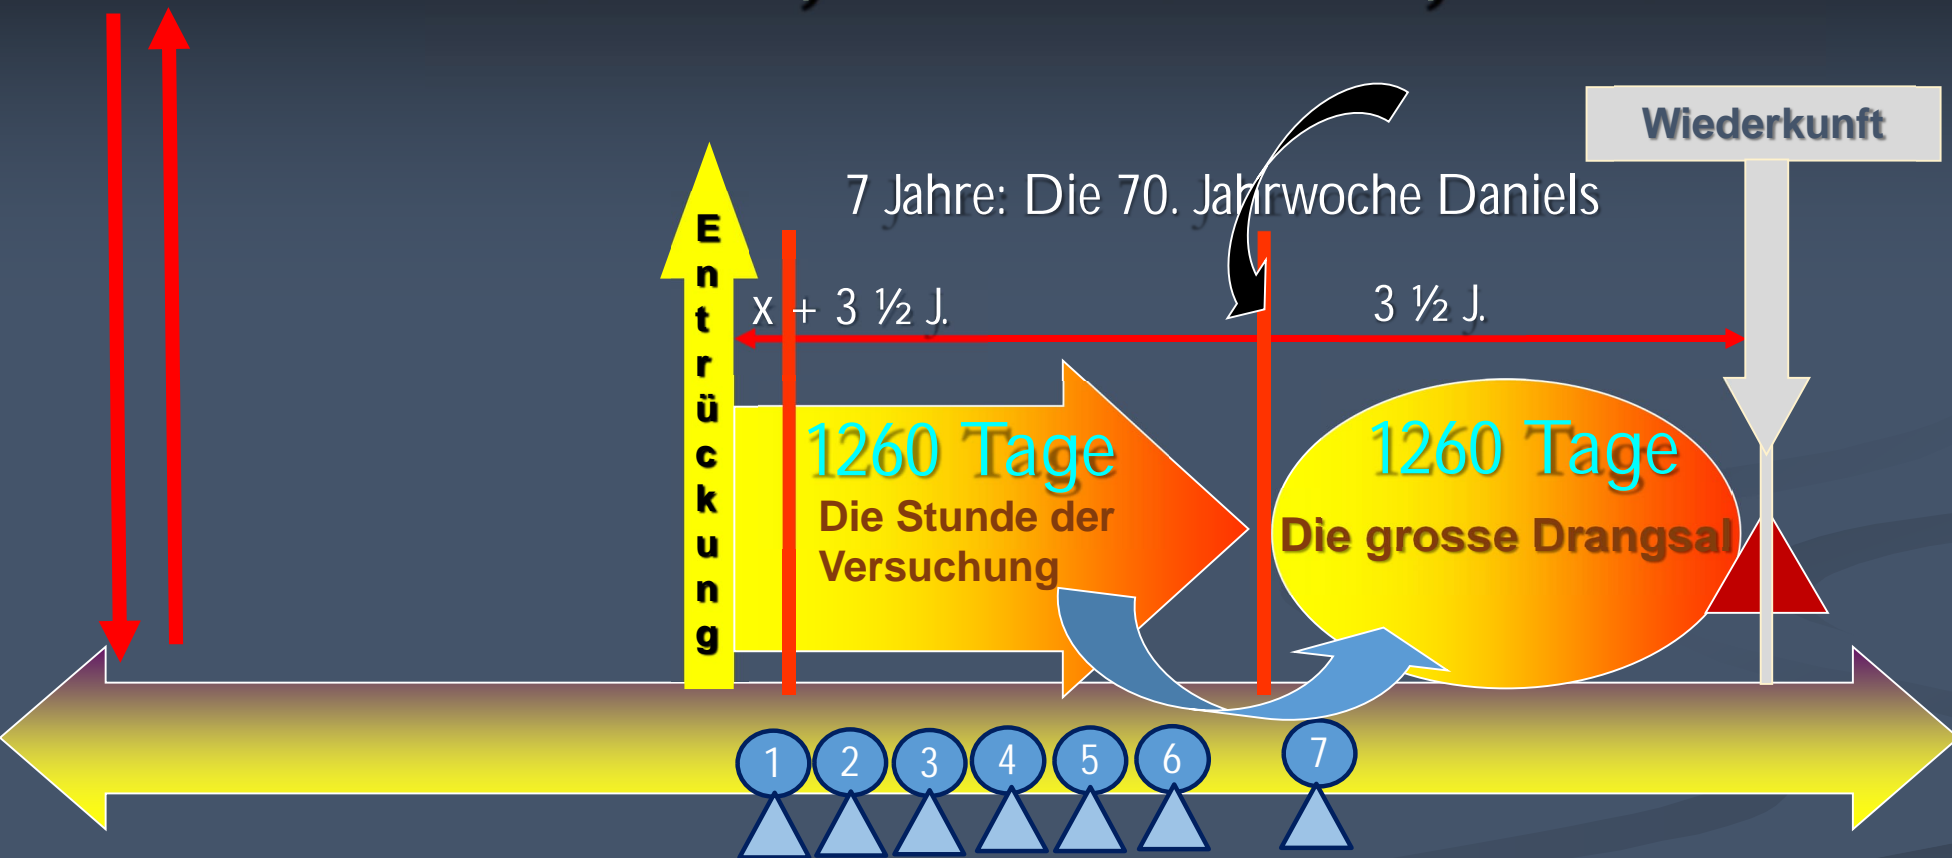 Wiederkunft
7 Jahre: Die 70. Jahrwoche Daniels
Entrückung
x + 3 ½ J.
3 ½ J.
1260 Tage
Die Stunde der
Versuchung
1260 Tage
Die grosse Drangsal
1
2
3
4
5
6
7